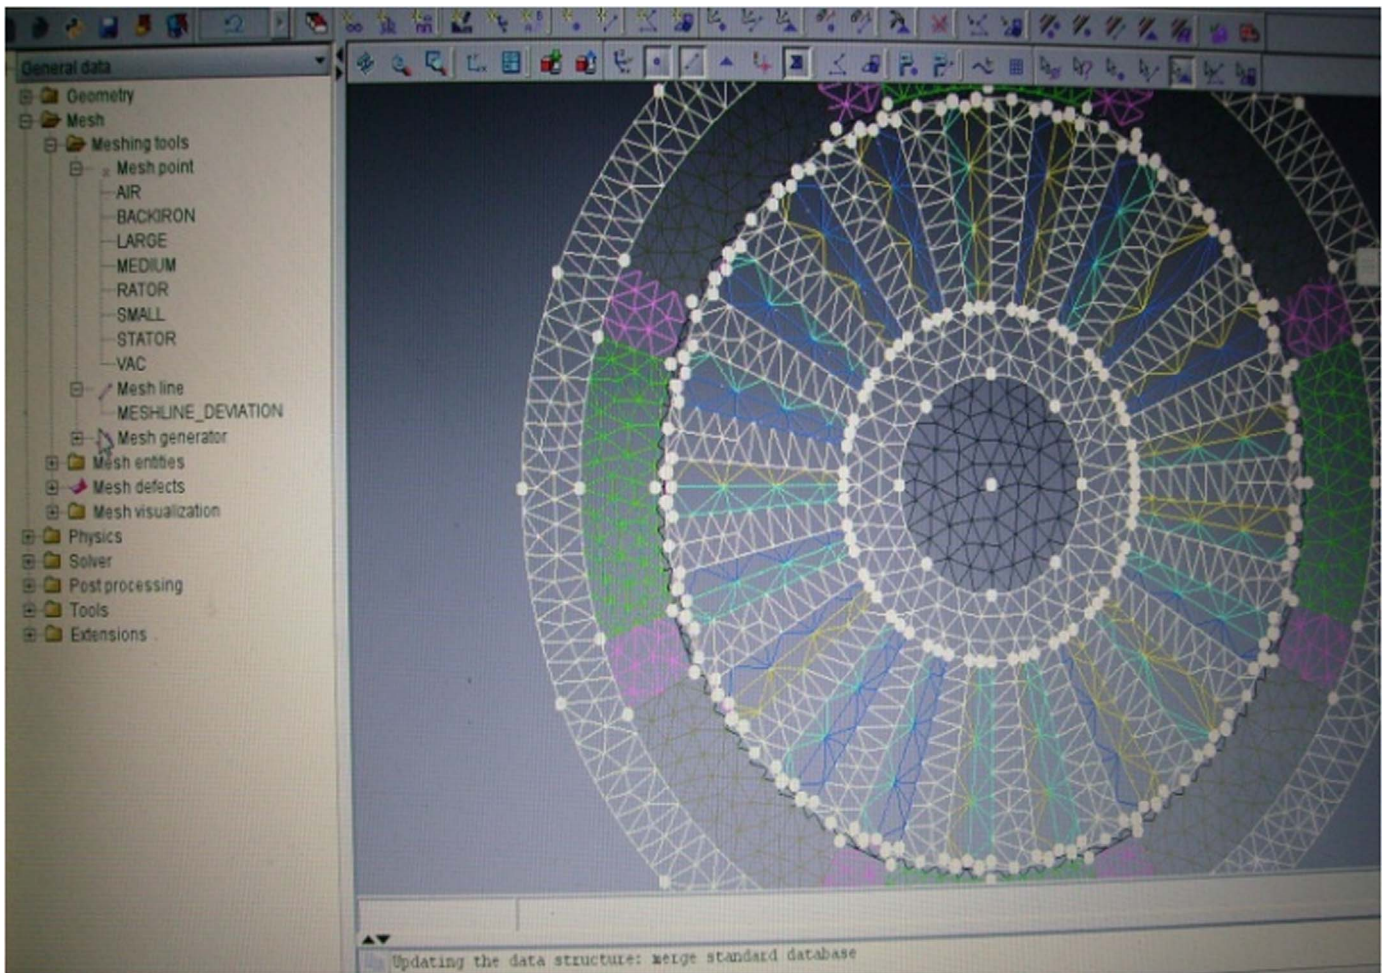 General data
Geometry
Mesh
Meshing tools
Mesh point
AIR
BACKIRON
LARGE
MEDIUM
RATOR
SMALL
STATOR
VAC
Mesh line
MESHLINE_DEVIATION
Mesh generator
Mesh entities
Mesh defects
Mesh visualization
Physics
Solver
Post processing
Tools
Extensions
Updating the data structure: merge standard database